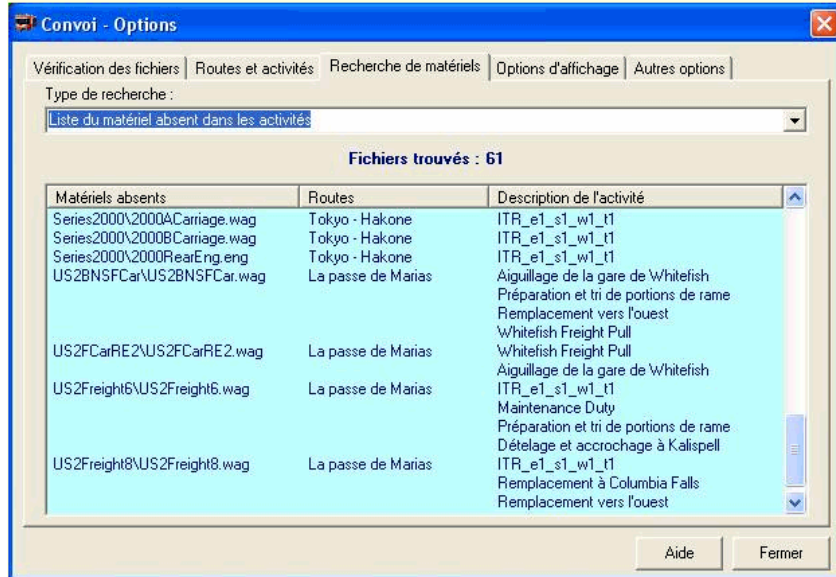 Convoi - Options
Vérification des fichiers Routes et activités Recherche de matériels Options d'affichage Autres options
Type de recherche :
Liste du matériel absent dans les activités
Fichiers trouvés : 61
Matériels absents Routes Description de l'activité
Series2000\2000ACarriage.wag Tokyo - Hakone ITR_e1_s1_w1_t1
Series2000\2000BCarriage.wag Tokyo - Hakone ITR_e1_s1_w1_t1
Series2000\2000RearEng.eng Tokyo - Hakone ITR_e1_s1_w1_t1
US2BNSFCar\US2BNSFCar.wag La passe de Marias Aiguillage de la gare de Whitefish
Préparation et tri de portions de rame
Remplacement vers l'ouest
Whitefish Freight Pull
US2FCarRE2\US2FCarRE2.wag La passe de Marias Whitefish Freight Pull
Aiguillage de la gare de Whitefish
US2Freight6\US2Freight6.wag La passe de Marias ITR_e1_s1_w1_t1
Maintenance Duty
Préparation et tri de portions de rame
Dételage et accrochage à Kalispell
US2Freight8\US2Freight8.wag La passe de Marias ITR_e1_s1_w1_t1
Remplacement à Columbia Falls
Remplacement vers l'ouest
Aide Fermer